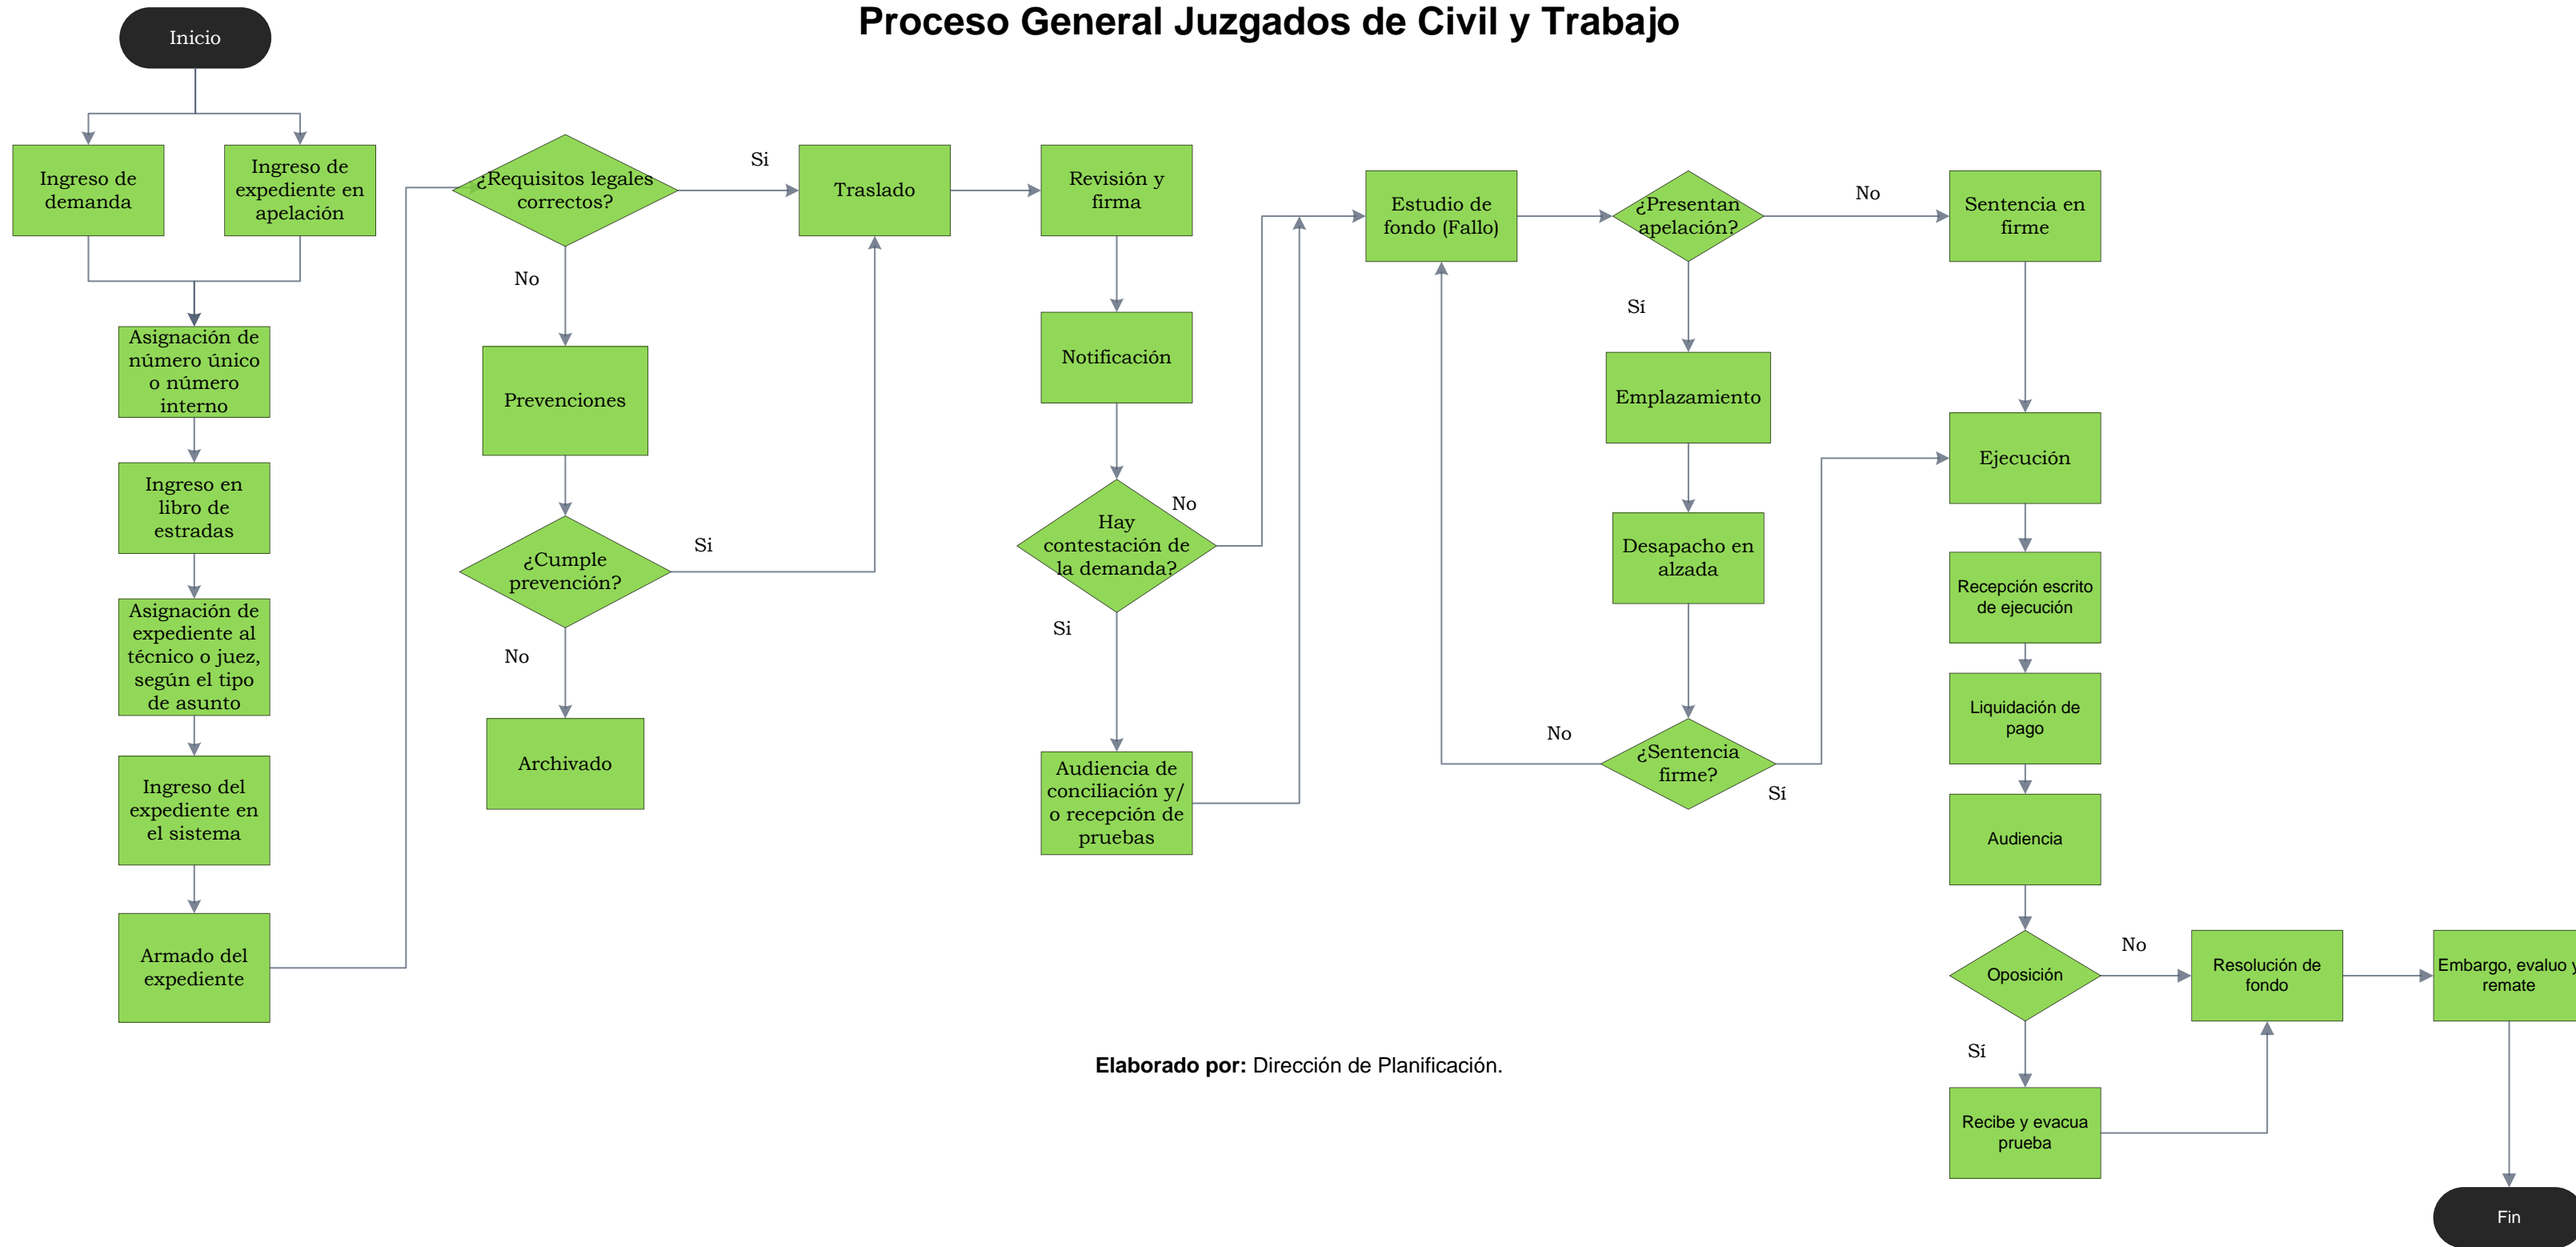 Proceso General Juzgados de Civil y Trabajo
Inicio
Ingreso de
demanda
Ingreso de
expediente en
apelación
Asignación de
número único
o número
interno
Ingreso en
libro de
estradas
Asignación de
expediente al
técnico o juez,
según el tipo
de asunto
Ingreso del
expediente en
el sistema
Armado del
expediente
¿Requisitos legales
correctos?
Si
No
Prevenciones
¿Cumple
prevención?
Si
No
Archivado
Traslado
Revisión y
firma
Notificación
Hay
contestación de
la demanda?
No
Si
Audiencia de
conciliación y/
o recepción de
pruebas
Estudio de
fondo (Fallo)
¿Presentan
apelación?
No
Sí
Emplazamiento
Desapacho en
alzada
¿Sentencia
firme?
No
Sí
Sentencia en
firme
Ejecución
Recepción escrito
de ejecución
Liquidación de
pago
Audiencia
Oposición
No
Sí
Recibe y evacua
prueba
Resolución de
fondo
Embargo, evaluo y
remate
Fin
Elaborado por: Dirección de Planificación.